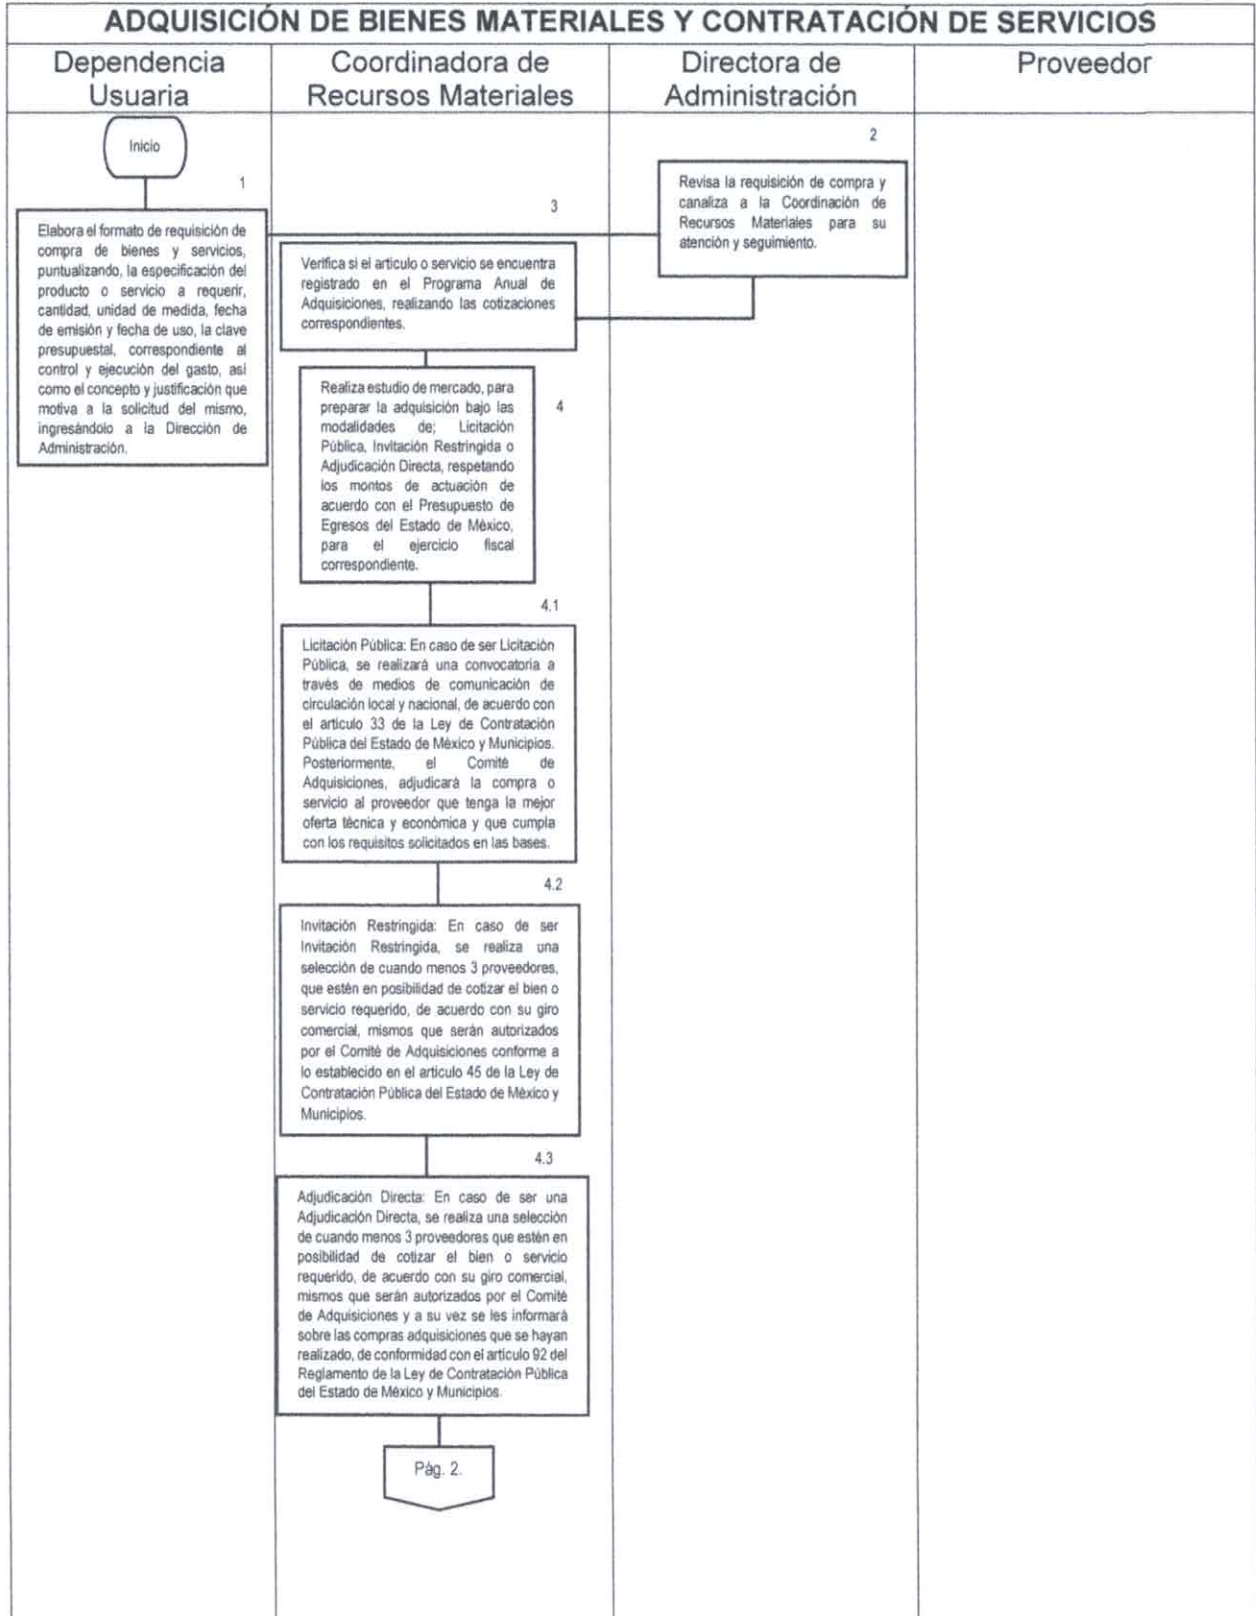 ADQUISICIÓN DE BIENES MATERIALES Y CONTRATACIÓN DE SERVICIOS
Dependencia
Usuaria
Coordinadora de
Recursos Materiales
Directora de
Administración
Proveedor
Inicio
1
Elabora el formato de requisición de
compra de bienes y servicios,
puntualizando, la especificación del
producto o servicio a requerir,
cantidad, unidad de medida, fecha
de emisión y fecha de uso, la clave
presupuestal, correspondiente al
control y ejecución del gasto, así
como el concepto y justificación que
motiva a la solicitud del mismo,
ingresándolo a la Dirección de
Administración.
2
Revisa la requisición de compra y
canaliza a la Coordinación de
Recursos Materiales para su
atención y seguimiento.
3
Verifica si el artículo o servicio se encuentra
registrado en el Programa Anual de
Adquisiciones, realizando las cotizaciones
correspondientes.
4
Realiza estudio de mercado, para
preparar la adquisición bajo las
modalidades de; Licitación
Pública, Invitación Restringida o
Adjudicación Directa, respetando
los montos de actuación de
acuerdo con el Presupuesto de
Egresos del Estado de México,
para el ejercicio fiscal
correspondiente.
4.1
Licitación Pública: En caso de ser Licitación
Pública, se realizará una convocatoria a
través de medios de comunicación de
circulación local y nacional, de acuerdo con
el artículo 33 de la Ley de Contratación
Pública del Estado de México y Municipios.
Posteriormente, el Comité de
Adquisiciones, adjudicará la compra o
servicio al proveedor que tenga la mejor
oferta técnica y económica y que cumpla
con los requisitos solicitados en las bases.
4.2
Invitación Restringida: En caso de ser
Invitación Restringida, se realiza una
selección de cuando menos 3 proveedores,
que estén en posibilidad de cotizar el bien o
servicio requerido, de acuerdo con su giro
comercial, mismos que serán autorizados
por el Comité de Adquisiciones conforme a
lo establecido en el artículo 45 de la Ley de
Contratación Pública del Estado de México y
Municipios.
4.3
Adjudicación Directa: En caso de ser una
Adjudicación Directa, se realiza una selección
de cuando menos 3 proveedores que estén en
posibilidad de cotizar el bien o servicio
requerido, de acuerdo con su giro comercial,
mismos que serán autorizados por el Comité
de Adquisiciones y a su vez se les informará
sobre las compras adquisiciones que se hayan
realizado, de conformidad con el artículo 92 del
Reglamento de la Ley de Contratación Pública
del Estado de México y Municipios.
Pág. 2.